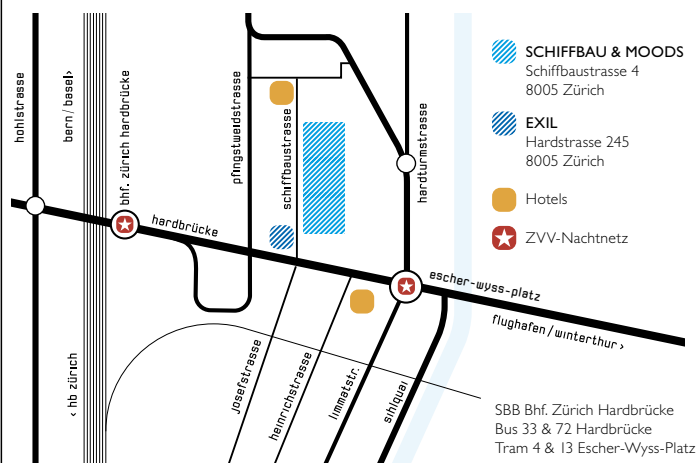 hohlstrasse
bern / basel>
bhf. zürich hardbrücke
pfingstweidstrasse
schiffbaustrasse
hardturmstrasse
SCHIFFBAU & MOODS
Schiffbaustrasse 4
8005 Zürich
EXIL
Hardstrasse 245
8005 Zürich
Hotels
ZVV-Nachtnetz
hardbrücke
escher-wyss-platz
flughafen / winterthur >
< hb zürich
josefstrasse
heinrichstrasse
limmatstr.
sihlquai
SBB Bhf. Zürich Hardbrücke
Bus 33 & 72 Hardbrücke
Tram 4 & 13 Escher-Wyss-Platz